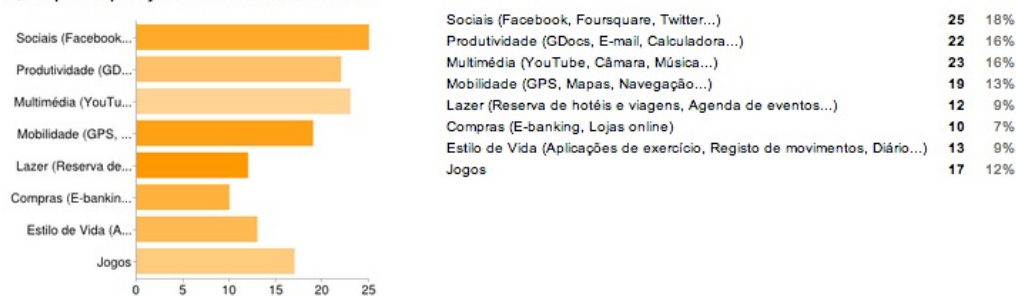 Sociais (Facebook...
Produtividade (GD...
Multimédia (YouTu...
Mobilidade (GPS, ...
Lazer (Reserva de...
Compras (E-bankin...
Estilo de Vida (A...
Jogos
0 5 10 15 20 25
Sociais (Facebook, Foursquare, Twitter...) 25 18%
Produtividade (GDocs, E-mail, Calculadora...) 22 16%
Multimédia (YouTube, Câmara, Música...) 23 16%
Mobilidade (GPS, Mapas, Navegação...) 19 13%
Lazer (Reserva de hotéis e viagens, Agenda de eventos...) 12 9%
Compras (E-banking, Lojas online) 10 7%
Estilo de Vida (Aplicações de exercício, Registo de movimentos, Diário...) 13 9%
Jogos 17 12%